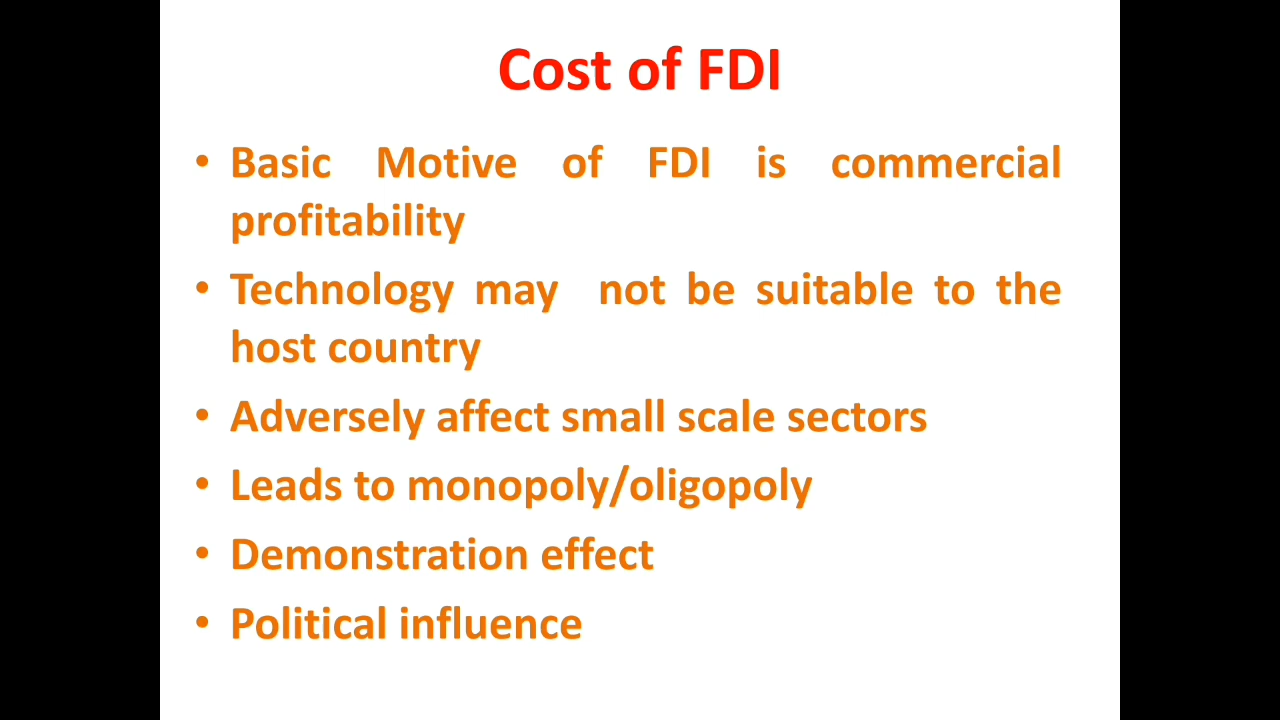 Cost of FDI
• Basic Motive of FDI is commercial
profitability
• Technology may not be suitable to the
host country
• Adversely affect small scale sectors
• Leads to monopoly/oligopoly
• Demonstration effect
• Political influence